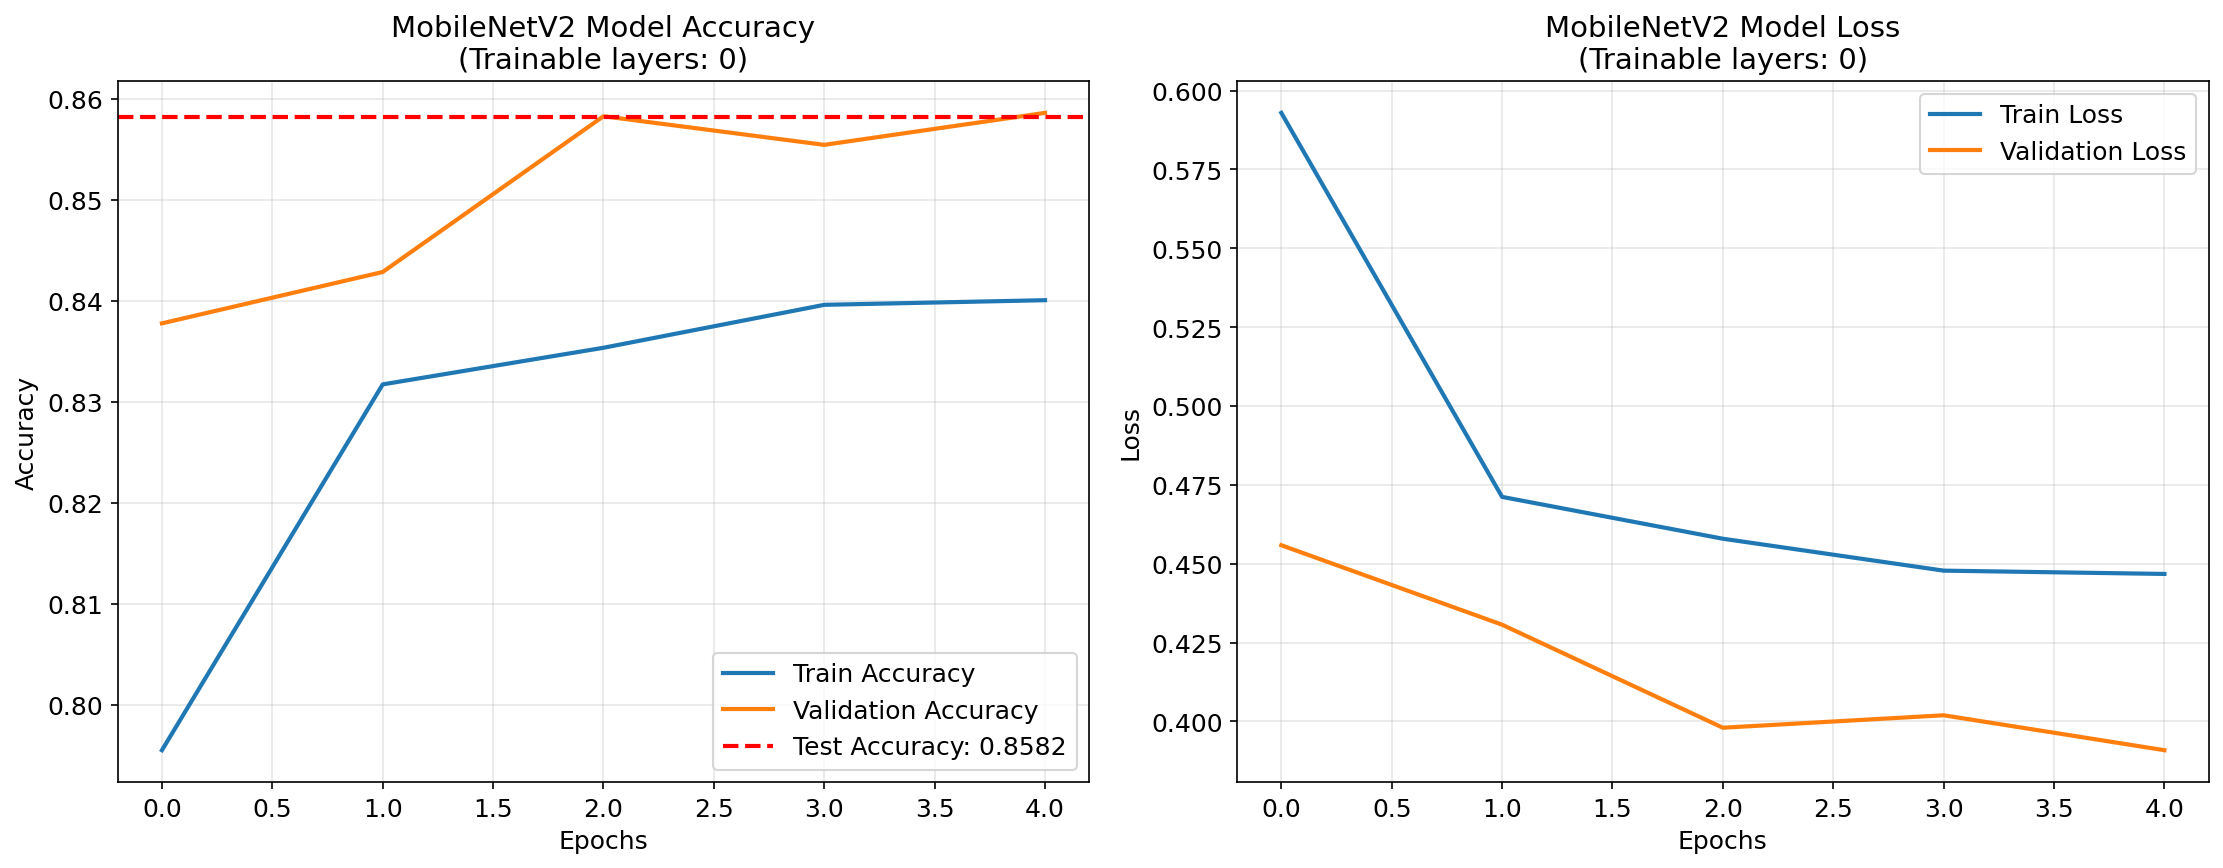 MobileNetV2 Model Accuracy
(Trainable layers: 0)
0.86
0.85
0.84
0.83
0.82
0.81
0.80
Accuracy
Train Accuracy
Validation Accuracy
Test Accuracy: 0.8582
0.0 0.5 1.0 1.5 2.0 2.5 3.0 3.5 4.0
Epochs
MobileNetV2 Model Loss
(Trainable layers: 0)
0.600
0.575
0.550
0.525
0.500
0.475
0.450
0.425
0.400
Loss
Train Loss
Validation Loss
0.0 0.5 1.0 1.5 2.0 2.5 3.0 3.5 4.0
Epochs